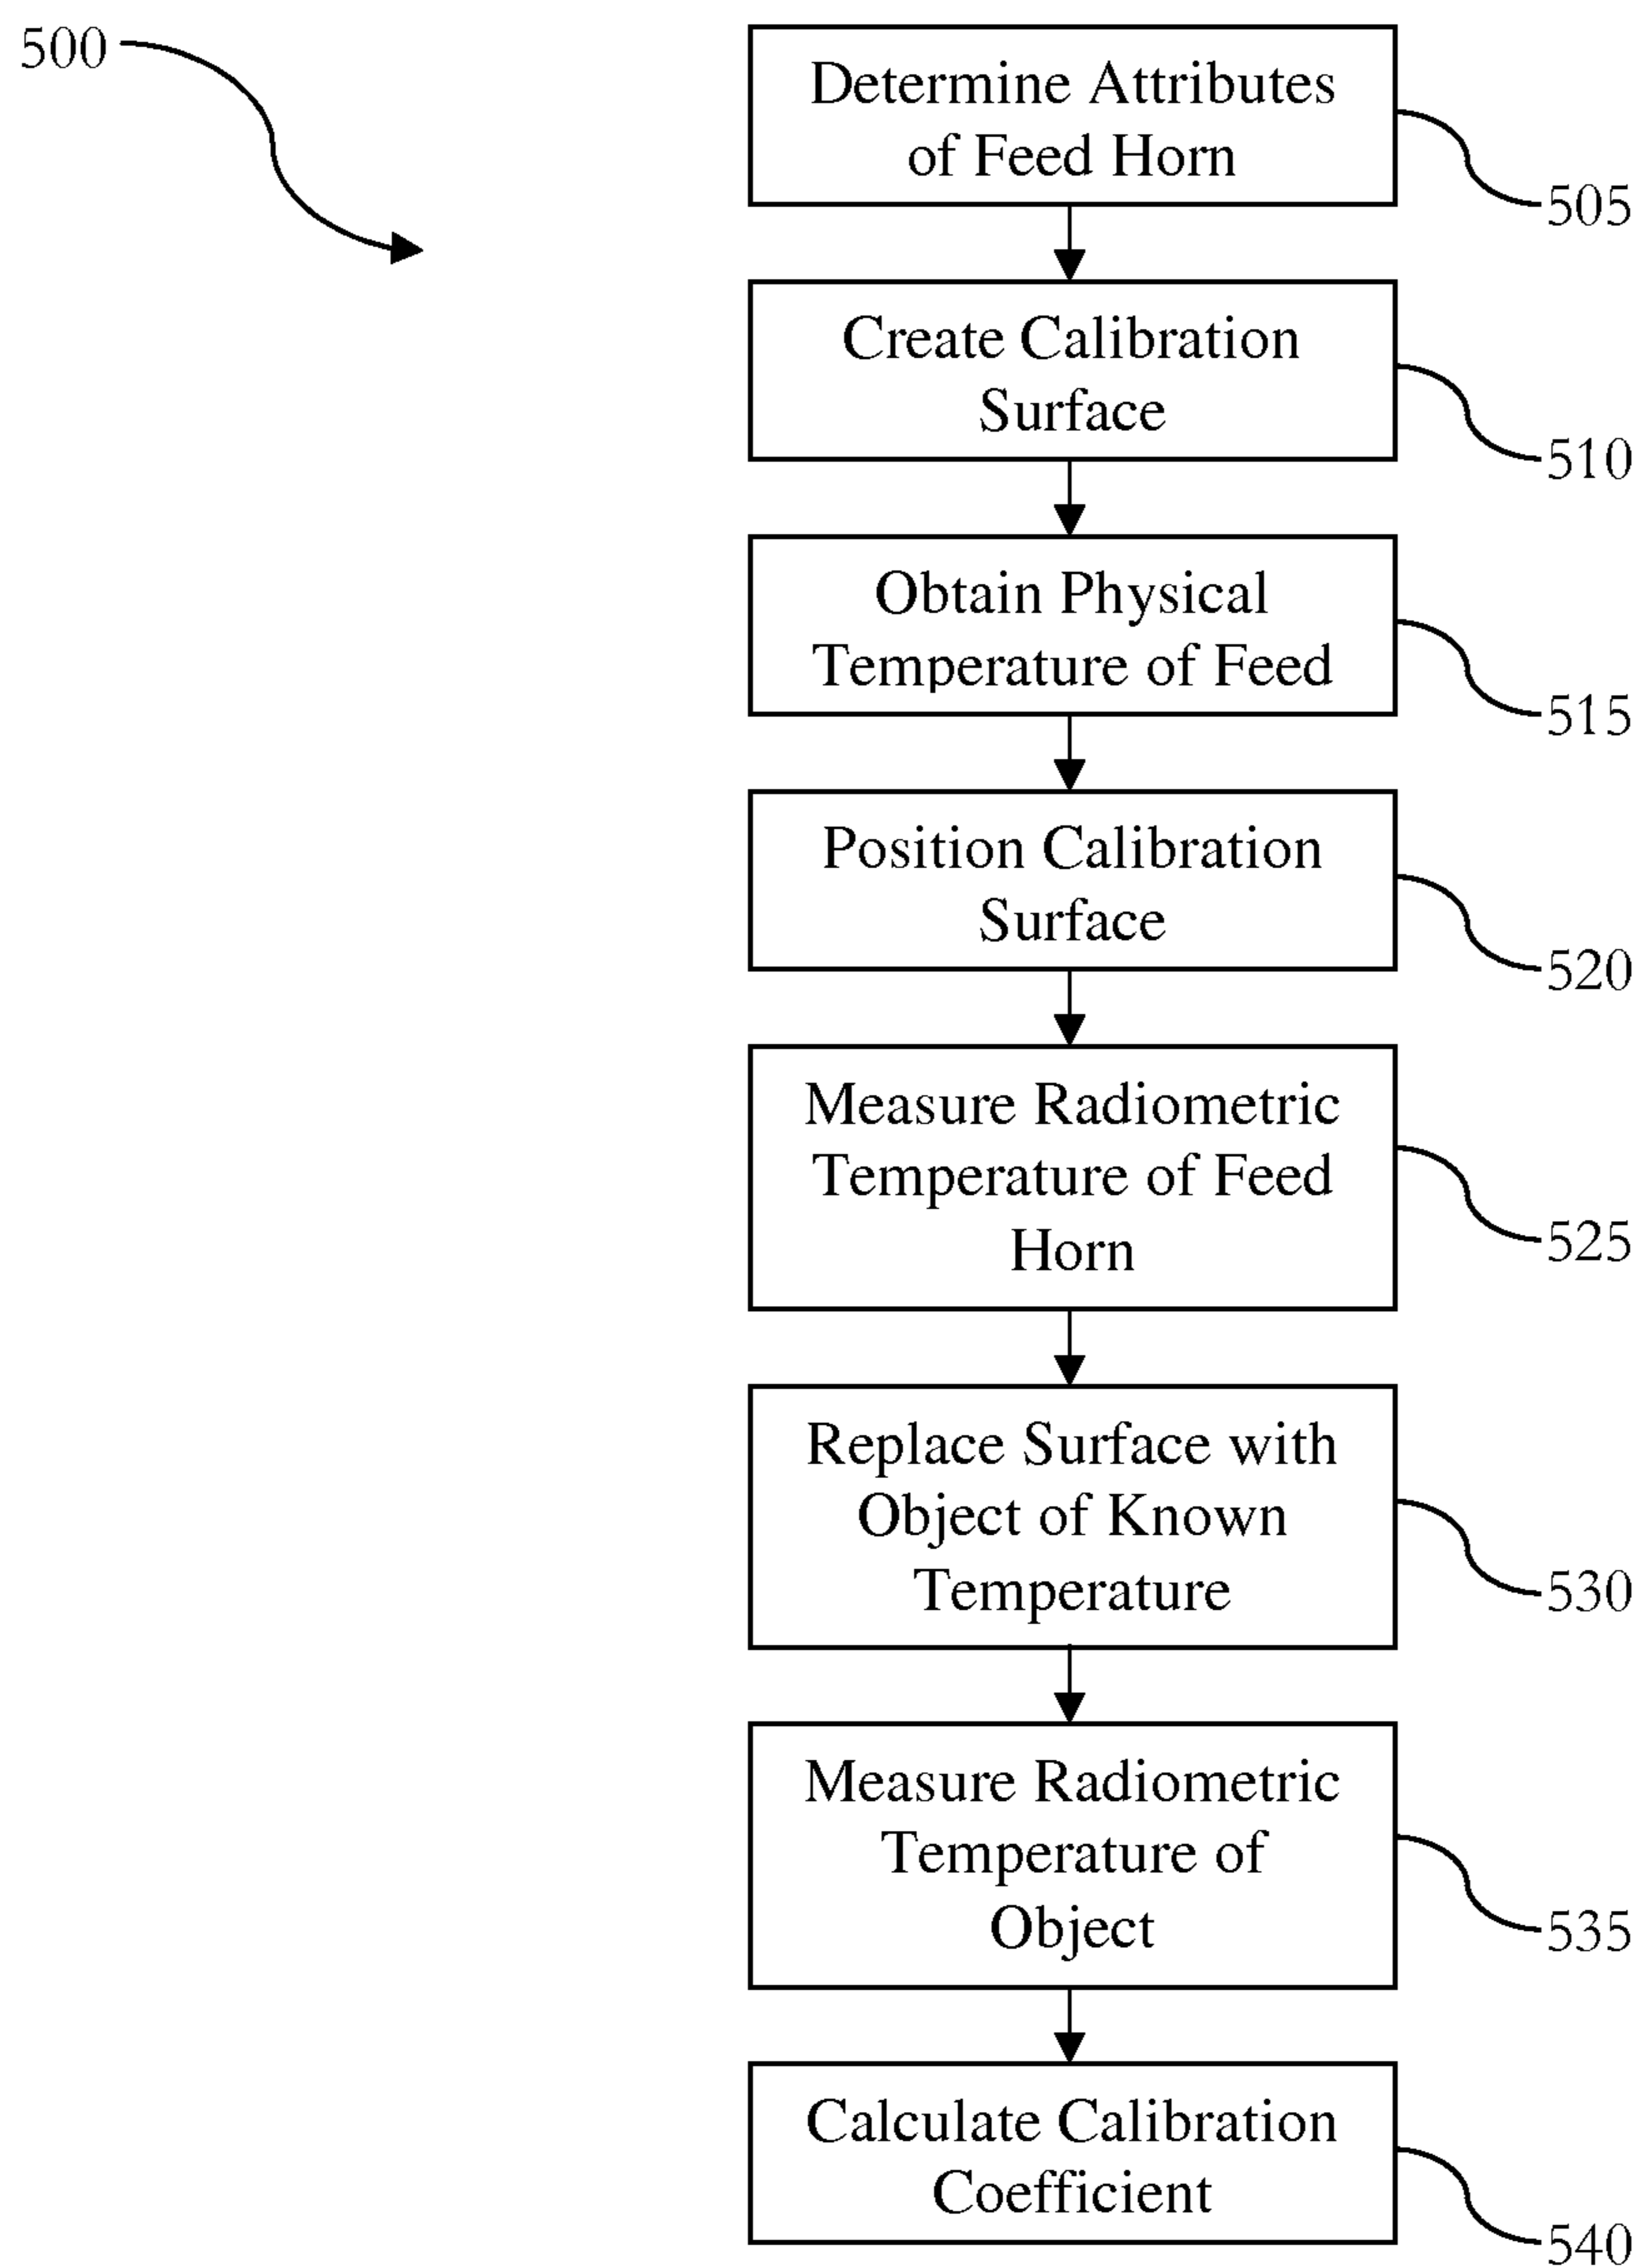 500
Determine Attributes
of Feed Horn
505
Create Calibration
Surface
510
Obtain Physical
Temperature of Feed
515
Position Calibration
Surface
520
Measure Radiometric
Temperature of Feed
Horn
525
Replace Surface with
Object of Known
Temperature
530
Measure Radiometric
Temperature of
Object
535
Calculate Calibration
Coefficient
540